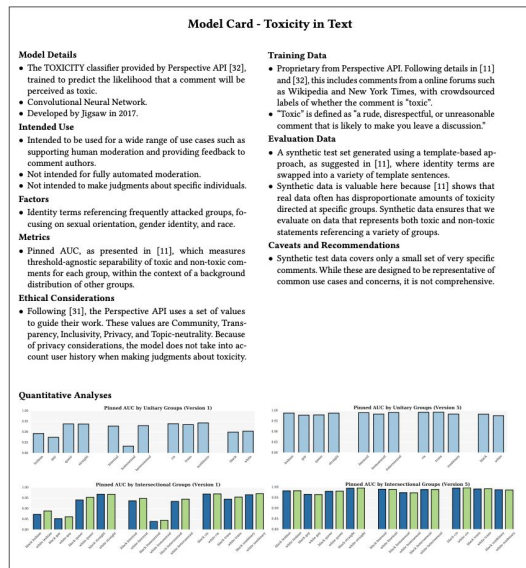 Model Card - Toxicity in Text
Model Details
• The TOXICITY classifier provided by Perspective API [32],
trained to predict the likelihood that a comment will be
perceived as toxic.
• Convolutional Neural Network.
• Developed by Jigsaw in 2017.
Intended Use
• Intended to be used for a wide range of use cases such as
supporting human moderation and providing feedback to
comment authors.
• Not intended for fully automated moderation.
• Not intended to make judgments about specific individuals.
Factors
• Identity terms referencing frequently attacked groups, fo-
cusing on sexual orientation, gender identity, and race.
Metrics
• Pinned AUC, as presented in [11], which measures
threshold-agnostic separability of toxic and non-toxic com-
ments for each group, within the context of a background
distribution of other groups.
Ethical Considerations
• Following [31], the Perspective API uses a set of values
to guide their work. These values are Community, Trans-
parency, Inclusivity, Privacy, and Topic-neutrality. Because
of privacy considerations, the model does not take into ac-
count user history when making judgments about toxicity.
Training Data
• Proprietary from Perspective API. Following details in [11]
and [32], this includes comments from a online forums such
as Wikipedia and New York Times, with crowdsourced
labels of whether the comment is "toxic".
• "Toxic" is defined as "a rude, disrespectful, or unreasonable
comment that is likely to make you leave a discussion."
Evaluation Data
• A synthetic test set generated using a template-based ap-
proach, as suggested in [11], where identity terms are
swapped into a variety of template sentences.
• Synthetic data is valuable here because [11] shows that
real data often has disproportionate amounts of toxicity
directed at specific groups. Synthetic data ensures that we
evaluate on data that represents both toxic and non-toxic
statements referencing a variety of groups.
Caveats and Recommendations
• Synthetic test data covers only a small set of very specific
comments. While these are designed to be representative of
common use cases and concerns, it is not comprehensive.
Quantitative Analyses
Pinned AUC by Unitary Groups (Version 1)
Pinned AUC by Unitary Groups (Version 5)
Pinned AUC by Intersectional Groups (Version 1)
Pinned AUC by Intersectional Groups (Version 5)